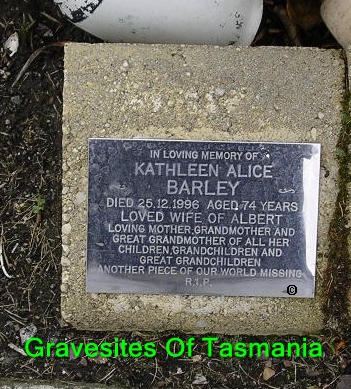 IN LOVING MEMORY OF
KATHLEEN ALICE
BARLEY
DIED 25.12.1996 AGED 74 YEARS
LOVED WIFE OF ALBERT
LOVING MOTHER,GRANDMOTHER AND
GREAT GRANDMOTHER OF ALL HER
CHILDREN,GRANDCHILDREN AND
GREAT GRANDCHILDREN
ANOTHER PIECE OF OUR WORLD MISSING
R.I.P.
©
Gravesites Of Tasmania